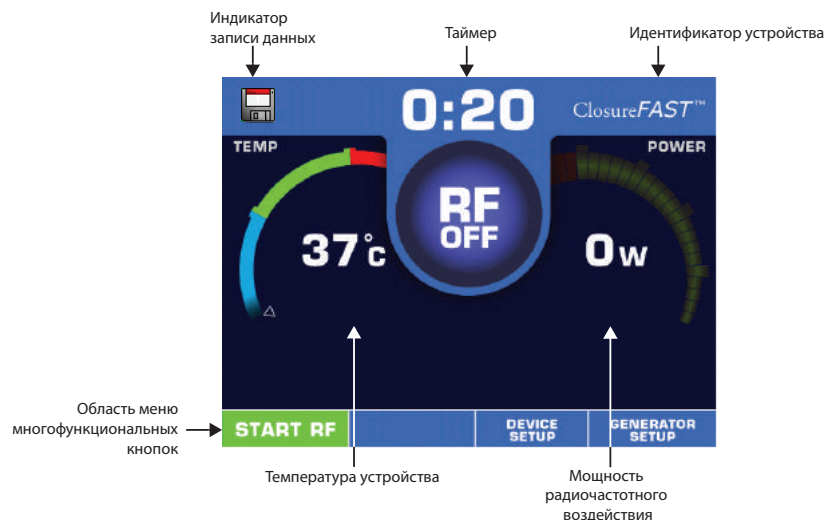 Индикатор
записи данных
Таймер
Идентификатор устройства
0:20
ClosureFAST™
TEMP
POWER
RF
OFF
37°c
0w
Область меню
многофункциональных
кнопок
START RF
DEVICE
SETUP
GENERATOR
SETUP
Температура устройства
Мощность
радиочастотного
воздействия